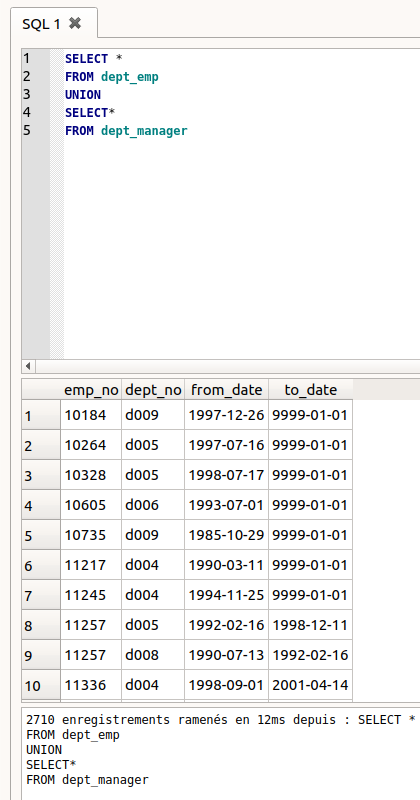 SQL 1 ✖
1 SELECT *
2 FROM dept_emp
3 UNION
4 SELECT*
5 FROM dept_manager
emp_no dept_no from_date to_date
1 10184 d009 1997-12-26 9999-01-01
2 10264 d005 1997-07-16 9999-01-01
3 10328 d005 1998-07-17 9999-01-01
4 10605 d006 1993-07-01 9999-01-01
5 10735 d009 1985-10-29 9999-01-01
6 11217 d004 1990-03-11 9999-01-01
7 11245 d004 1994-11-25 9999-01-01
8 11257 d005 1992-02-16 1998-12-11
9 11257 d008 1990-07-13 1992-02-16
10 11336 d004 1998-09-01 2001-04-14
2710 enregistrements ramenés en 12ms depuis : SELECT *
FROM dept_emp
UNION
SELECT*
FROM dept_manager